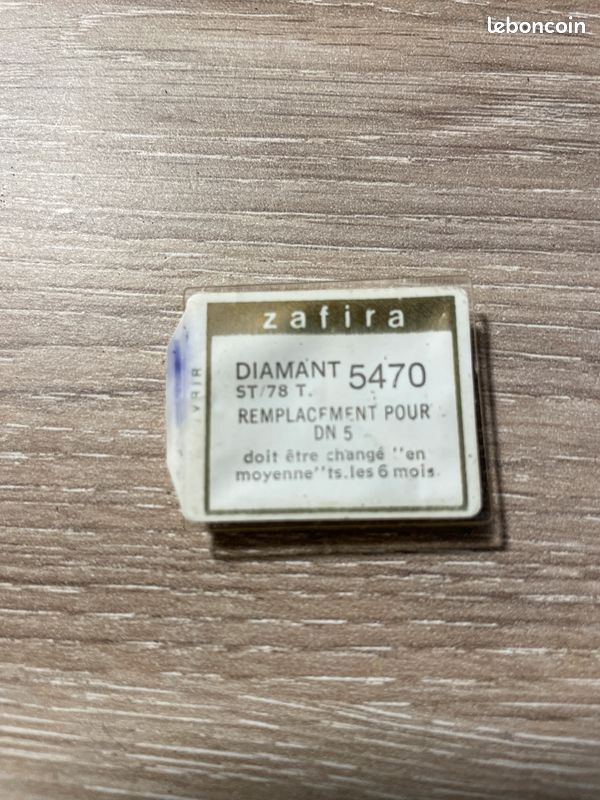 leboncoin
zafira
DIAMANT 5470
ST/78 T.
REMPLACEMENT POUR
DN 5
doit être changé "en
moyenne"ts.les 6 mois.